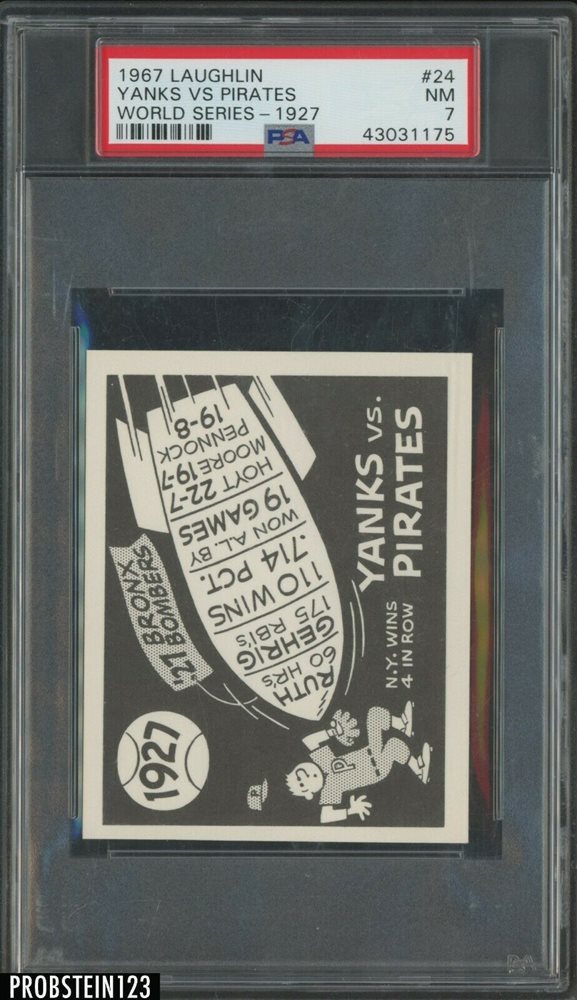 1967 LAUGHLIN #24
YANKS VS PIRATES NM
WORLD SERIES - 1927 7
PSA 43031175
YANKS VS.
PIRATES
N.Y. WINS
4 IN ROW
RUTH
60 HR'S
GEHRIG
175 RB'S
110 WINS
.714 PCT.
WON A.L. BY
19 GAMES
HOYT 22-7
MOORE 19-7
PENNOCK
19-8
'27 BRONX
BOMBERS
1927
P
P
PROBSTEIN123